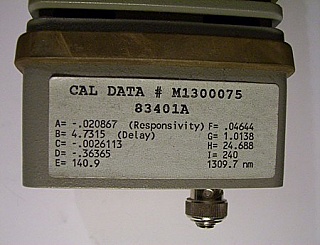 CAL DATA # M1300075
83401A
A= -.020867 (Responsivity) F= .04644
B= 4.7315 (Delay) G= 1.0138
C= -.0026113 H= 24.688
D= -.36365 I= 240
E= 140.9 1309.7 nm